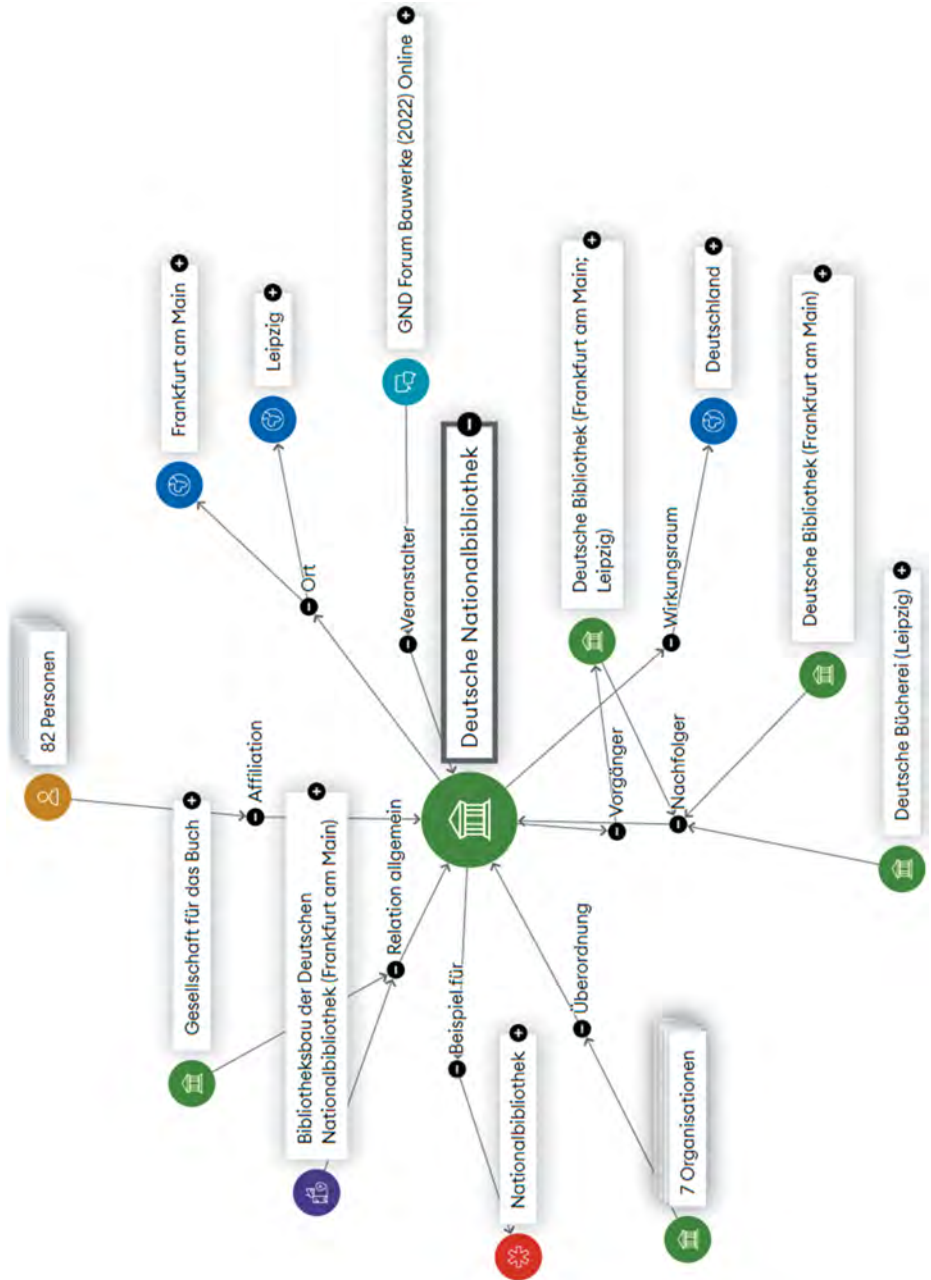 82 Personen
Affiliation
Gesellschaft für das Buch
Bibliotheksbau der Deutschen
Nationalbibliothek (Frankfurt am Main)
Relation allgemein
Beispiel für
Nationalbibliothek
Überordnung
7 Organisationen
Frankfurt am Main
Leipzig
Ort
GND Forum Bauwerke (2022) Online
Veranstalter
Deutsche Nationalbibliothek
Deutsche Bibliothek (Frankfurt am Main;
Leipzig)
Vorgänger
Wirkungsraum
Deutschland
Nachfolger
Deutsche Bibliothek (Frankfurt am Main)
Deutsche Bücherei (Leipzig)